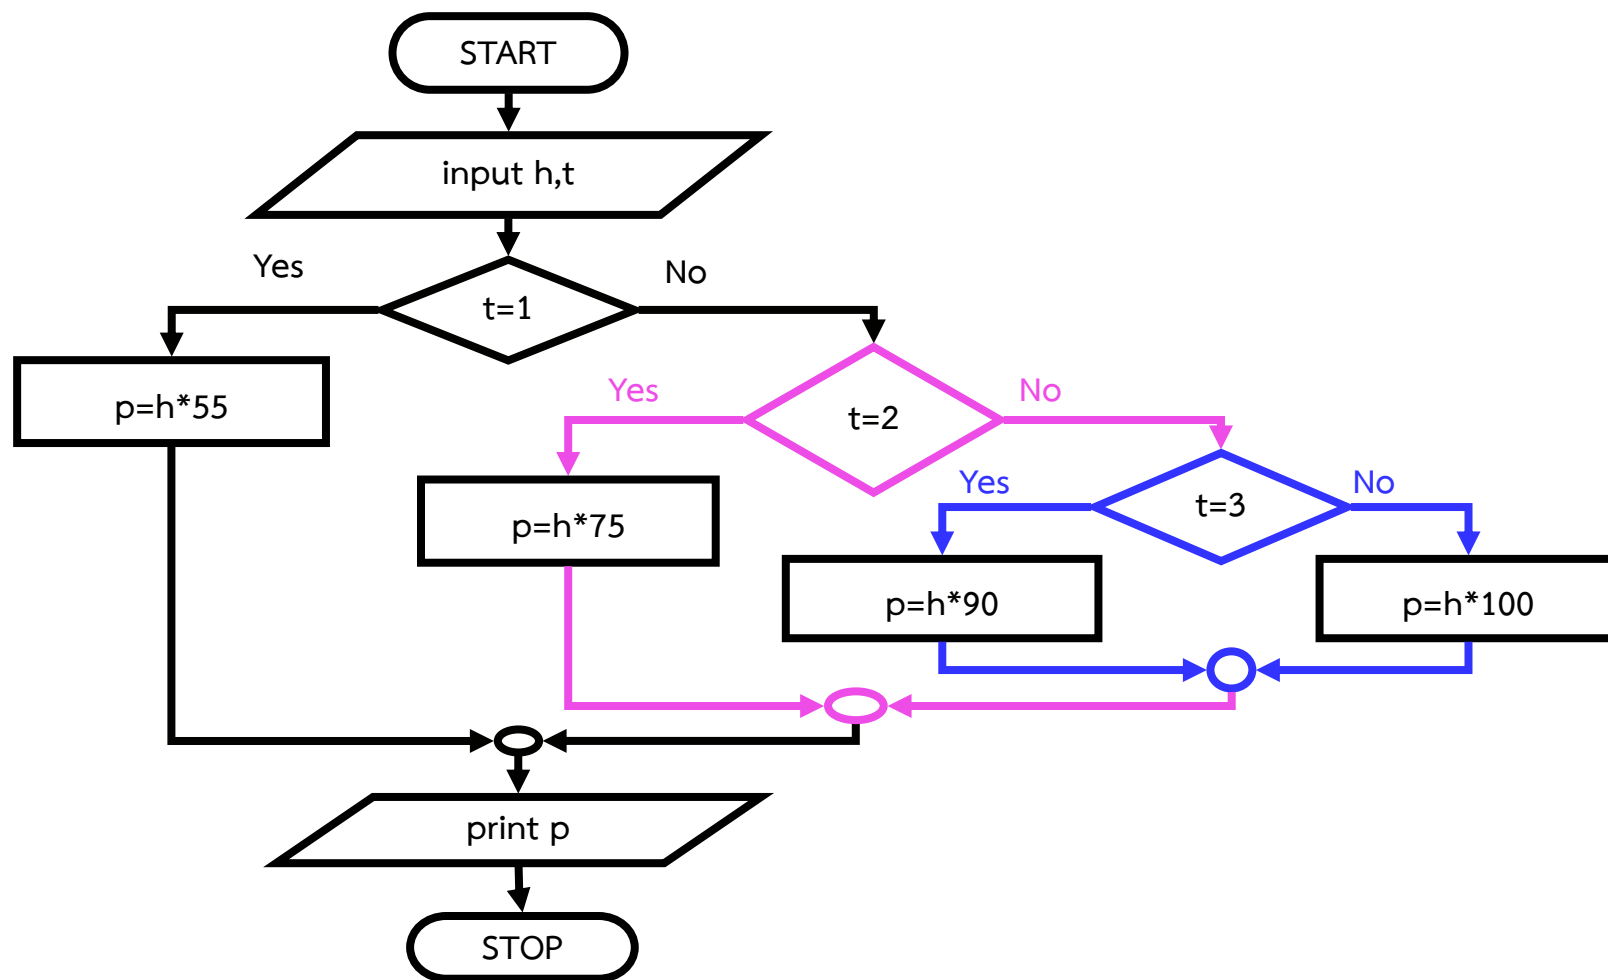 START
input h,t
Yes
No
t=1
p=h*55
Yes
No
t=2
p=h*75
Yes
No
t=3
p=h*90
p=h*100
print p
STOP